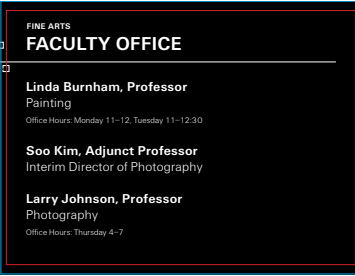 FINE ARTS
FACULTY OFFICE
Linda Burnham, Professor
Painting
Office Hours: Monday 11–12, Tuesday 11–12:30
Soo Kim, Adjunct Professor
Interim Director of Photography
Larry Johnson, Professor
Photography
Office Hours: Thursday 4–7